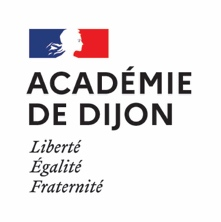 ACADÉMIE
DE DIJON
Liberté
Égalité
Fraternité